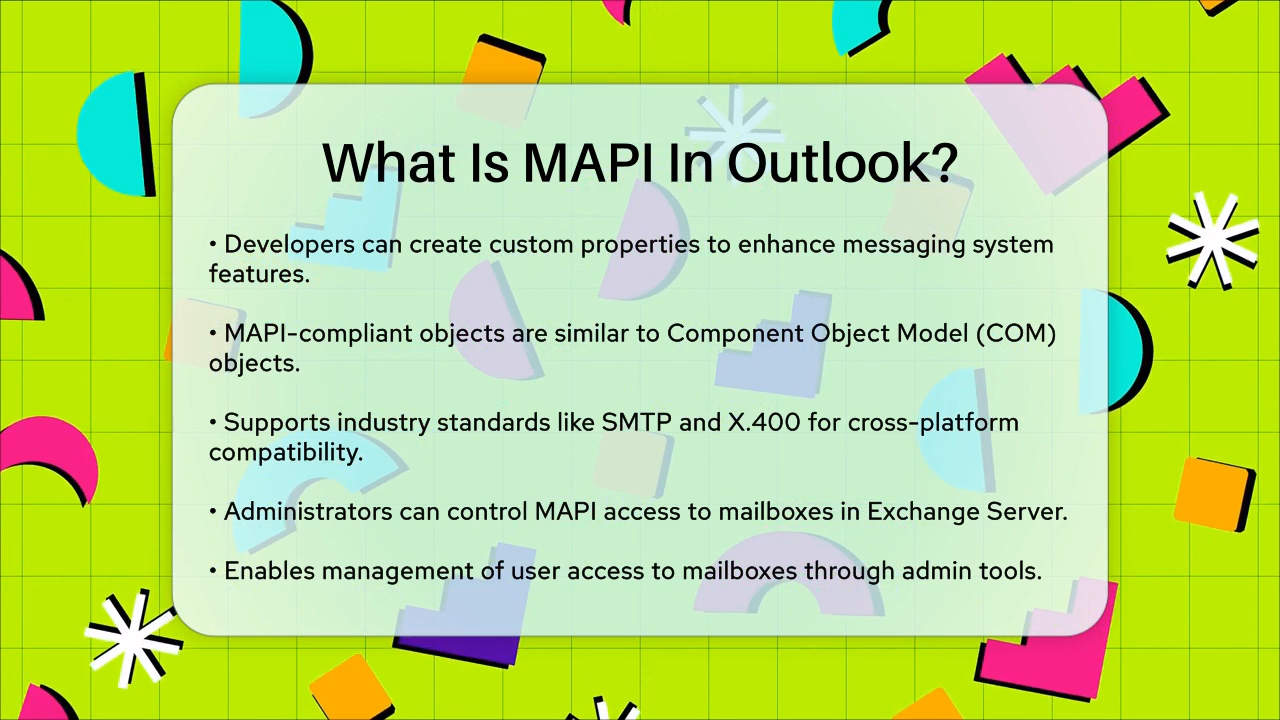 What Is MAPI In Outlook?
• Developers can create custom properties to enhance messaging system
features.
• MAPI-compliant objects are similar to Component Object Model (COM)
objects.
• Supports industry standards like SMTP and X.400 for cross-platform
compatibility.
• Administrators can control MAPI access to mailboxes in Exchange Server.
• Enables management of user access to mailboxes through admin tools.